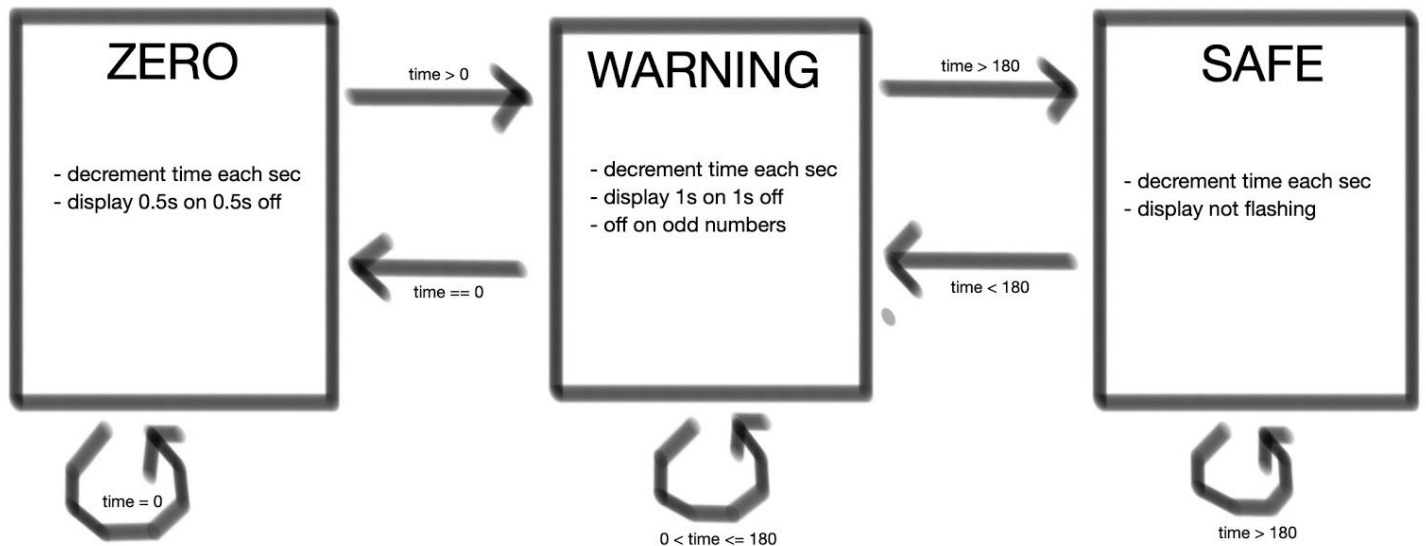 ZERO
- decrement time each sec
- display 0.5s on 0.5s off
time = 0
time > 0
time == 0
WARNING
- decrement time each sec
- display 1s on 1s off
- off on odd numbers
0 < time <= 180
time > 180
time < 180
SAFE
- decrement time each sec
- display not flashing
time > 180